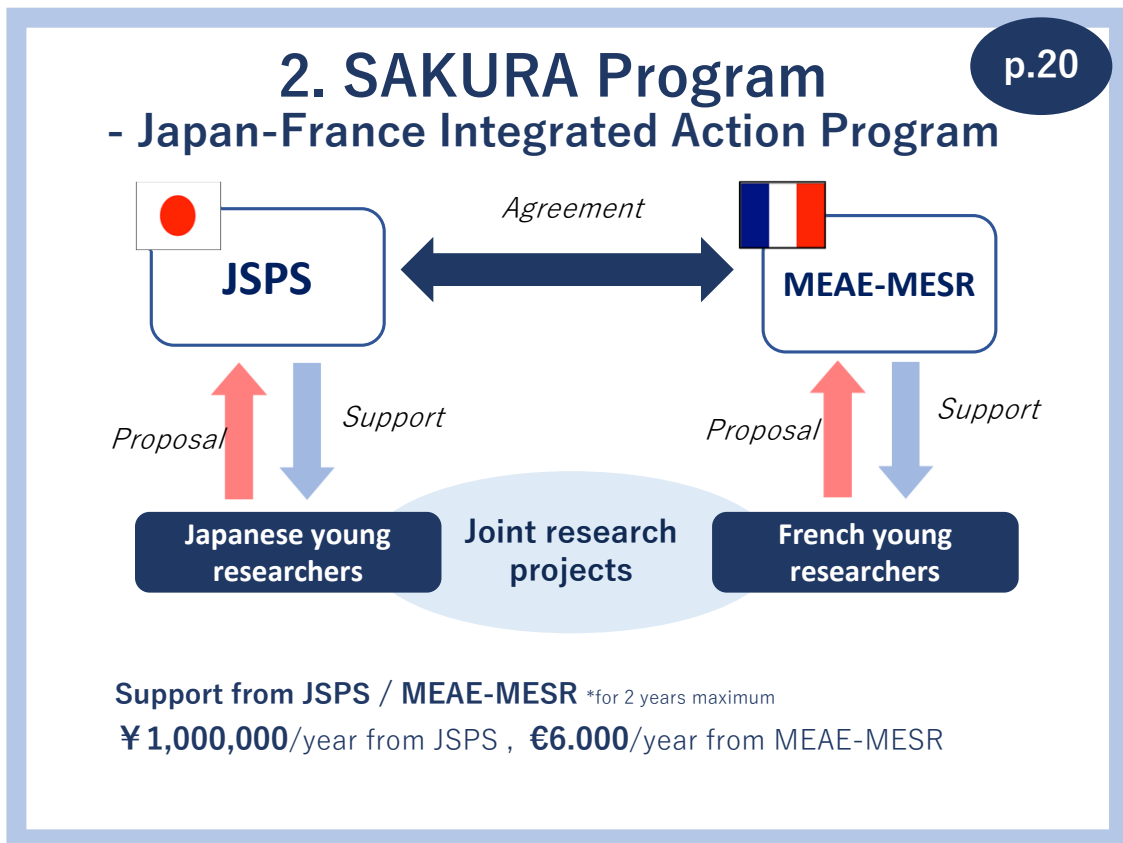 p.20
2. SAKURA Program
- Japan-France Integrated Action Program
Agreement
JSPS
MEAE-MESR
Proposal
Support
Proposal
Support
Japanese young
researchers
Joint research
projects
French young
researchers
Support from JSPS / MEAE-MESR *for 2 years maximum
¥1,000,000/year from JSPS , €6.000/year from MEAE-MESR